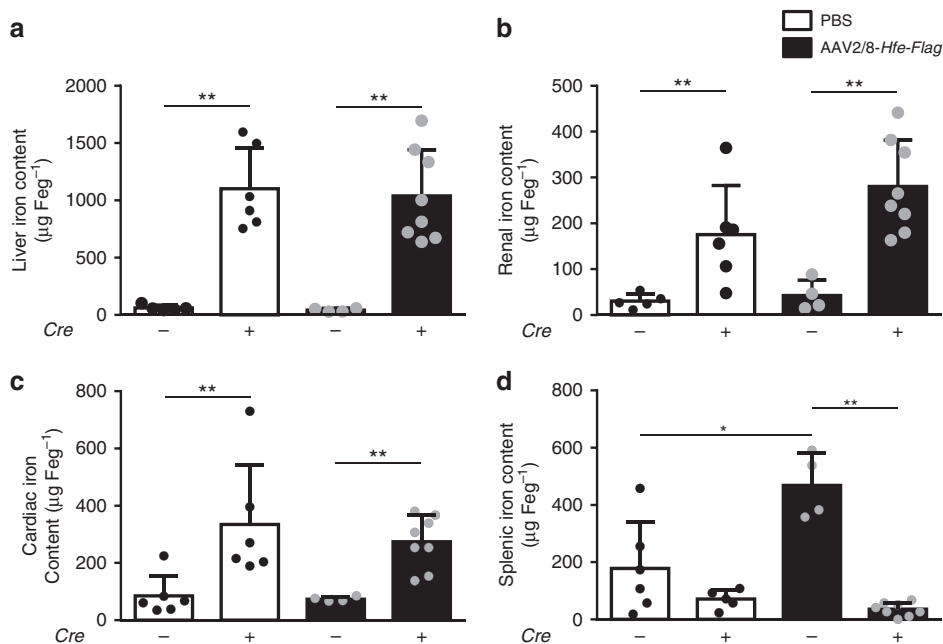 PBS
AAV2/8-Hfe-Flag
a
Liver iron content
(µg Feg⁻¹)
2000
1500
1000
500
0
**
**
Cre − + − +
b
Renal iron content
(µg Feg⁻¹)
500
400
300
200
100
0
**
**
Cre − + − +
c
Cardiac iron
Content (µg Feg⁻¹)
800
600
400
200
0
**
**
Cre − + − +
d
Splenic iron content
(µg Feg⁻¹)
800
600
400
200
0
*
**
Cre − + − +